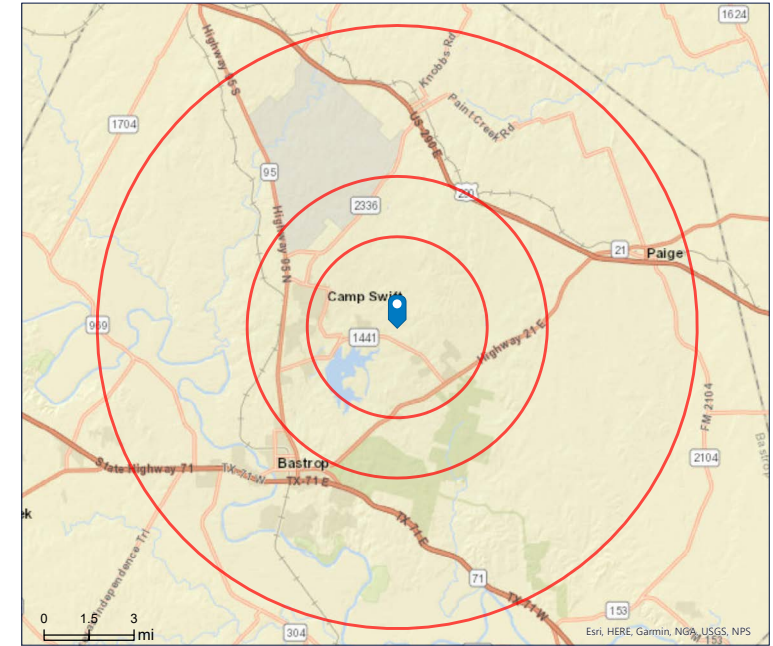 1624
Highway 95 S
Knobbs Rd
Paint Creek Rd
1704
US-290 E
95
290
2336
Highway 95 N
21
Paige
Camp Swift
969
1441
Highway 21 E
FM 2104
2104
Bastrop
State Highway 71
TX-71 W
TX-71 E
TX-71 E
71
TX-71 W
153
304
0 1.5 3
mi
Esri, HERE, Garmin, NGA, USGS, NPS